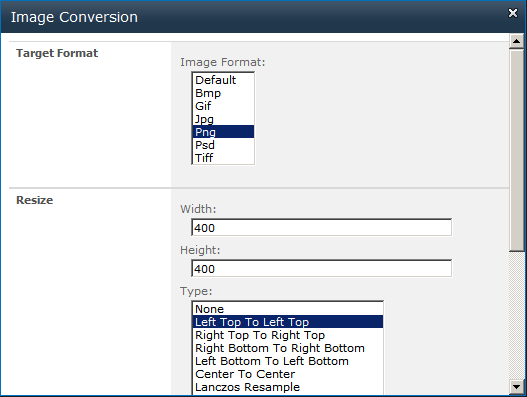 Image Conversion
Target Format
Image Format:
Default
Bmp
Gif
Jpg
Png
Psd
Tiff
Resize
Width:
400
Height:
400
Type:
None
Left Top To Left Top
Right Top To Right Top
Right Bottom To Right Bottom
Left Bottom To Left Bottom
Center To Center
Lanczos Resample